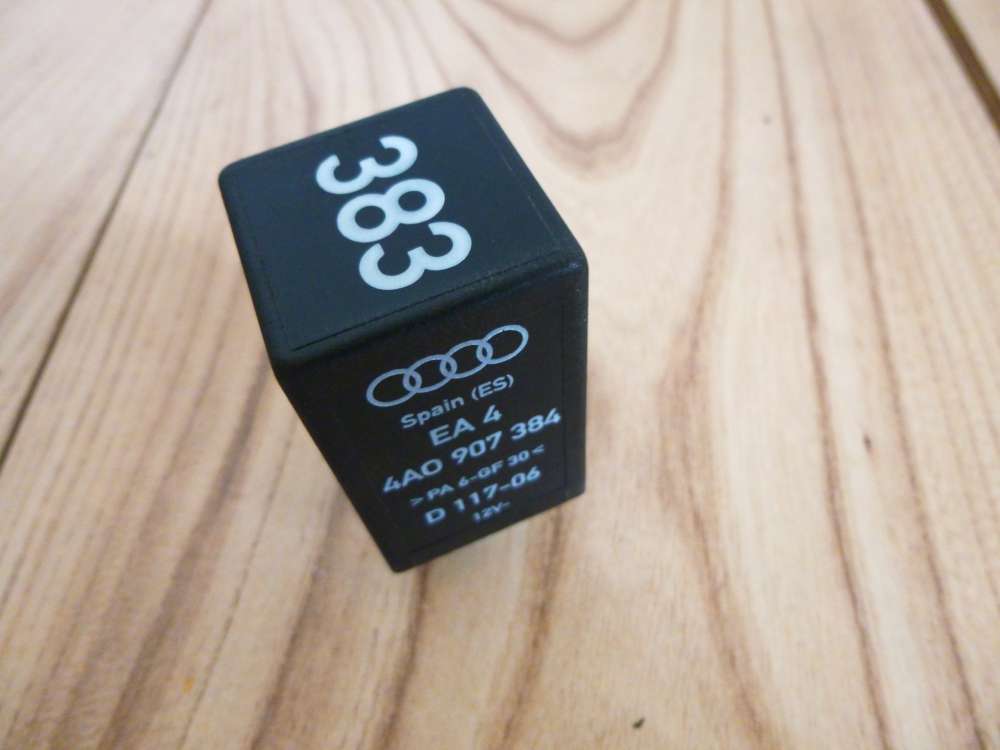 383
Spain (ES)
EA 4
4A0 907 384
>PA 6-GF 30<
D 117-06
12V-